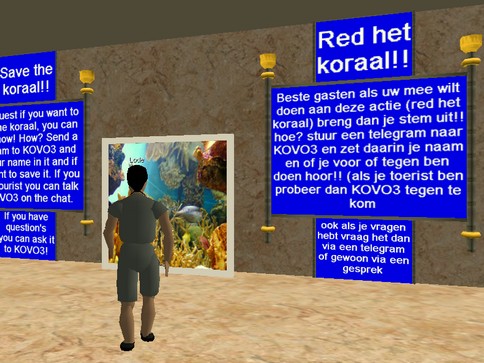 Save the
koraal!!
uest if you want to
he koraal, you can
now! How? Send a
am to KOVO3 and
ur name in it and if
nt to save it. If you
ourist you can talk
VO3 on the chat.
If you have
question's
you can ask it
to KOVO3!
Lody
Red het
koraal!!
Beste gasten als uw mee wilt
doen aan deze actie (red het
koraal) breng dan je stem uit!!
hoe? stuur een telegram naar
KOVO3 en zet daarin je naam
en of je voor of tegen ben
doen hoor!! (als je toerist ben
probeer dan KOVO3 tegen te
kom
ook als je vragen
hebt vraag het dan
via een telegram
of gewoon via een
gesprek